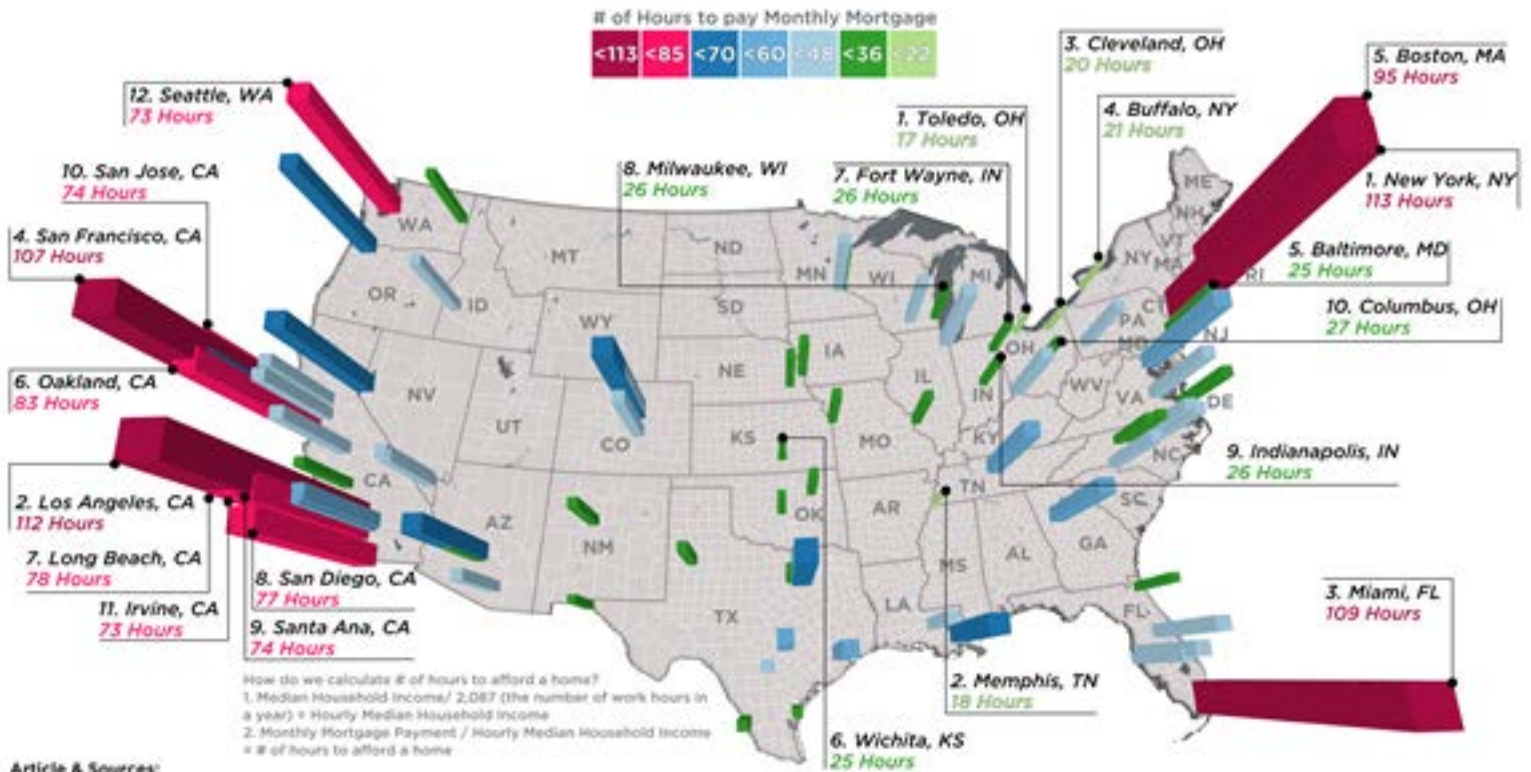 # of Hours to pay Monthly Mortgage
<113 <85 <70 <60 <48 <36 <22
3. Cleveland, OH
20 Hours
5. Boston, MA
95 Hours
12. Seattle, WA
73 Hours
1. Toledo, OH
17 Hours
4. Buffalo, NY
21 Hours
10. San Jose, CA
74 Hours
8. Milwaukee, WI
26 Hours
7. Fort Wayne, IN
26 Hours
1. New York, NY
113 Hours
4. San Francisco, CA
107 Hours
5. Baltimore, MD
25 Hours
10. Columbus, OH
27 Hours
6. Oakland, CA
83 Hours
9. Indianapolis, IN
26 Hours
2. Los Angeles, CA
112 Hours
7. Long Beach, CA
78 Hours
8. San Diego, CA
77 Hours
11. Irvine, CA
73 Hours
9. Santa Ana, CA
74 Hours
3. Miami, FL
109 Hours
2. Memphis, TN
18 Hours
6. Wichita, KS
25 Hours
WA
MT
ND
MN
WI
MI
ME
NH
VT
NY
MA
RI
CT
OR
ID
WY
SD
IA
PA
NJ
MD
OH
NV
UT
CO
NE
IL
IN
WV
VA
DE
CA
KS
MO
KY
NC
AZ
NM
OK
AR
TN
SC
TX
LA
MS
AL
GA
FL
How do we calculate # of hours to afford a home?
1. Median Household Income/ 2,087 (the number of work hours in
a year) = Hourly Median Household Income
2. Monthly Mortgage Payment / Hourly Median Household Income
= # of hours to afford a home
Article & Sources: